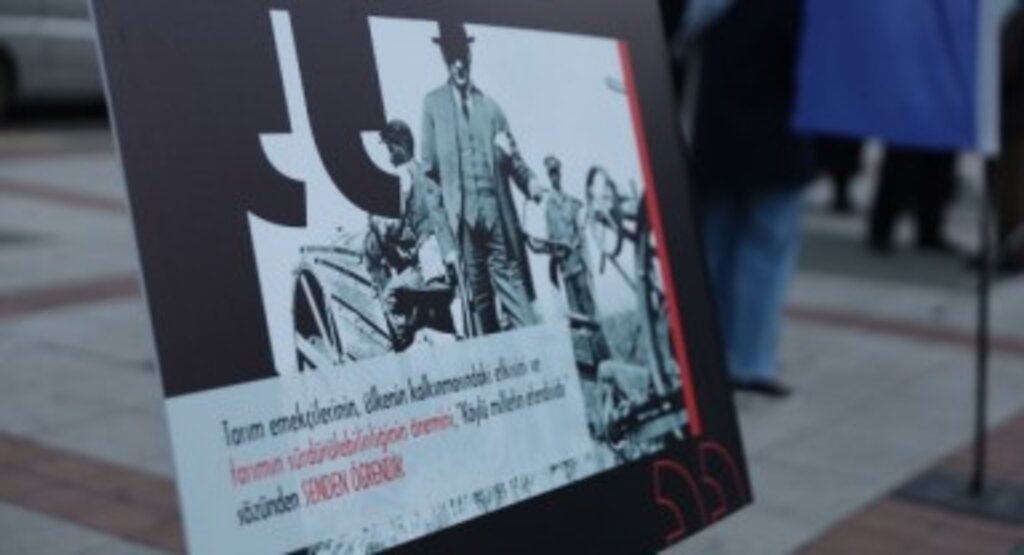 Tarım emekçilerinin, ülkenin kalkınmasındaki etkisini ve
tarımın sürdürülebilirliğinin önemini, "Köylü milletin efendisidir"
sözünden SENDEN ÖĞRENDİK